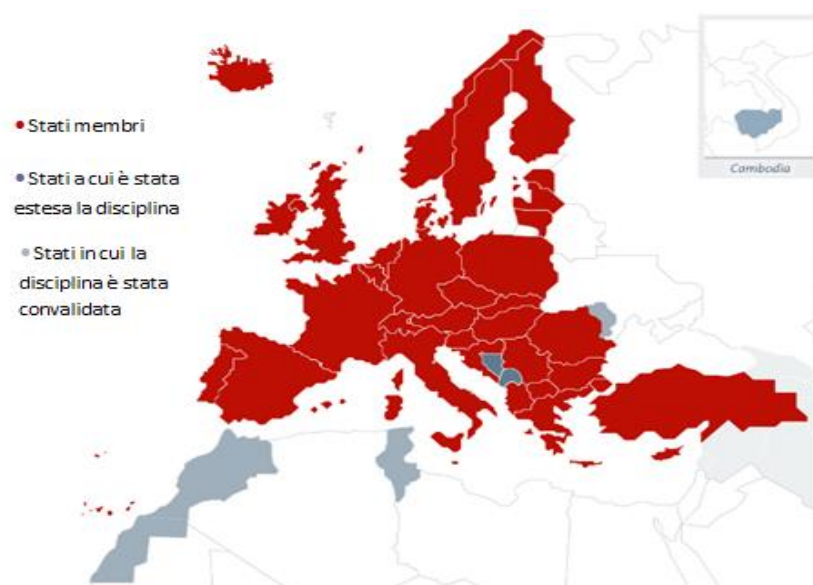 Stati membri
Stati a cui è stata
estesa la disciplina
Stati in cui la
disciplina è stata
convalidata
Cambodia